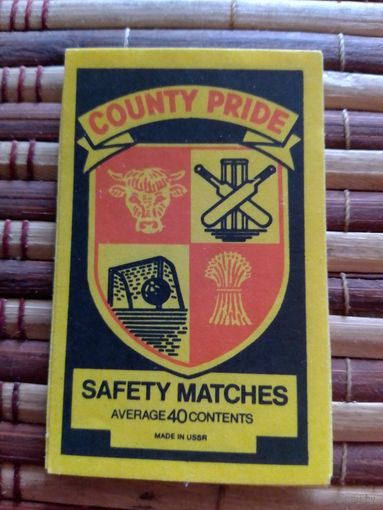 COUNTY PRIDE
SAFETY MATCHES
AVERAGE 40 CONTENTS
MADE IN USSR